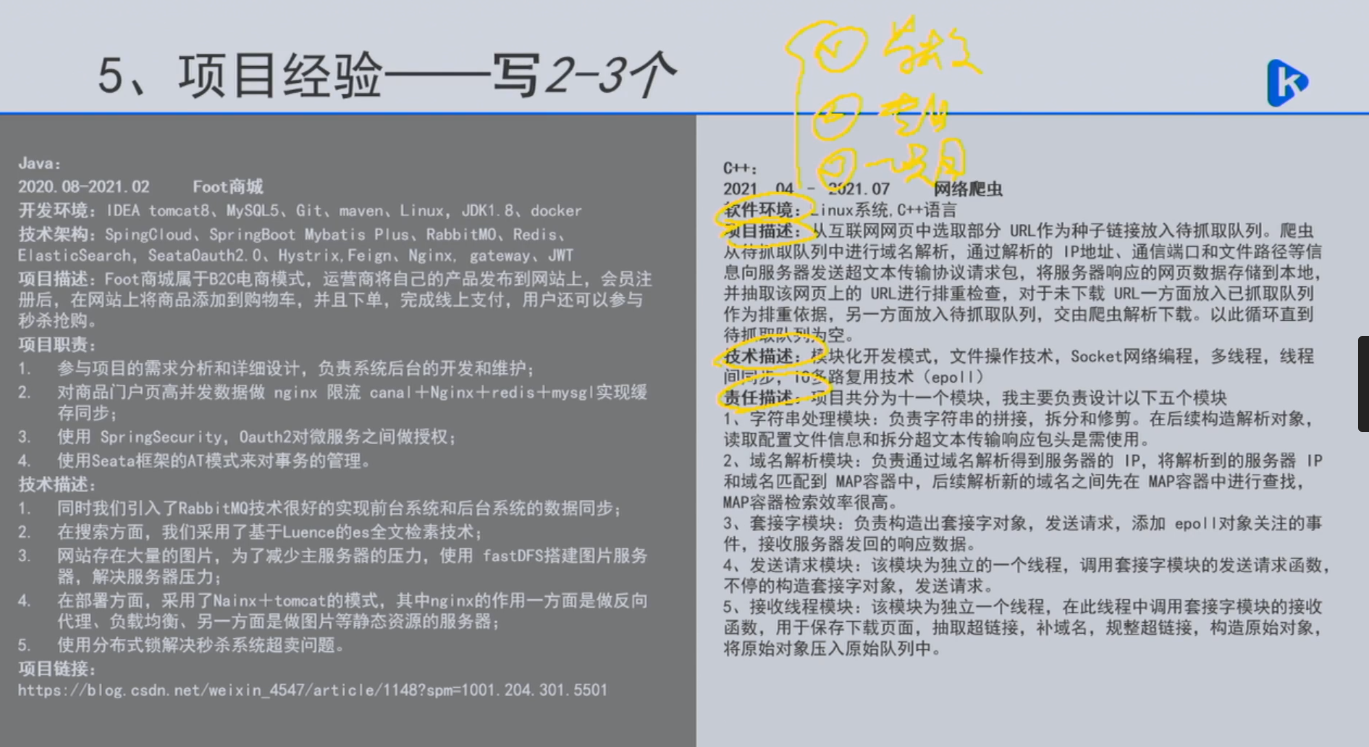 5、项目经验——写2-3个
Java:
2020.08-2021.02 Foot商城
开发环境: IDEA tomcat8、MySQL5、Git、maven、Linux, JDK1.8、docker
技术架构: SpingCloud、SpringBoot Mybatis Plus、RabbitMQ、Redis、
ElasticSearch, SeataOauth2.0、Hystrix,Feign、Nginx, gateway、JWT
项目描述: Foot商城属于B2C电商模式, 运营商将自己的产品发布到网站上, 会员注
册后, 在网站上将商品添加到购物车, 并且下单, 完成线上支付, 用户还可以参与
秒杀抢购。
项目职责:
1. 参与项目的需求分析和详细设计, 负责系统后台的开发和维护;
2. 对商品门户页高并发数据做 nginx 限流 canal+Nginx+redis+mysql实现缓
存同步;
3. 使用 SpringSecurity, Oauth2对微服务之间做授权;
4. 使用Seata框架的AT模式来对事务的管理。
技术描述:
1. 同时我们引入了RabbitMQ技术很好的实现前台系统和后台系统的数据同步;
2. 在搜索方面, 我们采用了基于Luence的es全文检素技术;
3. 网站存在大量的图片, 为了减少主服务器的压力, 使用 fastDFS搭建图片服务
器, 解决服务器压力;
4. 在部署方面, 采用了Nainx+tomcat的模式, 其中nginx的作用一方面是做反向
代理、负载均衡、另一方面是做图片等静态资源的服务器;
5. 使用分布式锁解决秒杀系统超卖问题。
项目链接:
https://blog.csdn.net/weixin_4547/article/1148?spm=1001.204.301.5501
C++:
2021 04 - 2021.07 网络爬虫
软件环境: Linux系统,C++语言
项目描述: 从互联网网页中选取部分 URL作为种子链接放入待抓取队列。爬虫
从待抓取队列中进行域名解析, 通过解析的 IP地址、通信端口和文件路径等信
息向服务器发送超文本传输协议请求包, 将服务器响应的网页数据存储到本地,
并抽取该网页上的 URL进行排重检查, 对于未下载 URL一方面放入已抓取队列
作为排重依据, 另一方面放入待抓取队列, 交由爬虫解析下载。以此循环直到
待抓取队列为空。
技术描述: 模块化开发模式, 文件操作技术, Socket网络编程, 多线程, 线程
间同步, IO多路复用技术 (epoll)
责任描述: 项目共分为十一个模块, 我主要负责设计以下五个模块
1、字符串处理模块: 负责字符串的拼接, 拆分和修剪。在后续构造解析对象,
读取配置文件信息和拆分超文本传输响应包头是需使用。
2、域名解析模块: 负责通过域名解析得到服务器的 IP, 将解析到的服务器 IP
和域名匹配到 MAP容器中, 后续解析新的域名之间先在 MAP容器中进行查找,
MAP容器检索效率很高。
3、套接字模块: 负责构造出套接字对象, 发送请求, 添加 epoll对象关注的事
件, 接收服务器发回的响应数据。
4、发送请求模块: 该模块为独立的一个线程, 调用套接字模块的发送请求函数,
不停的构造套接字对象, 发送请求。
5、接收线程模块: 该模块为独立一个线程, 在此线程中调用套接字模块的接收
函数, 用于保存下载页面, 抽取超链接, 补域名, 规整超链接, 构造原始对象,
将原始对象压入原始队列中。